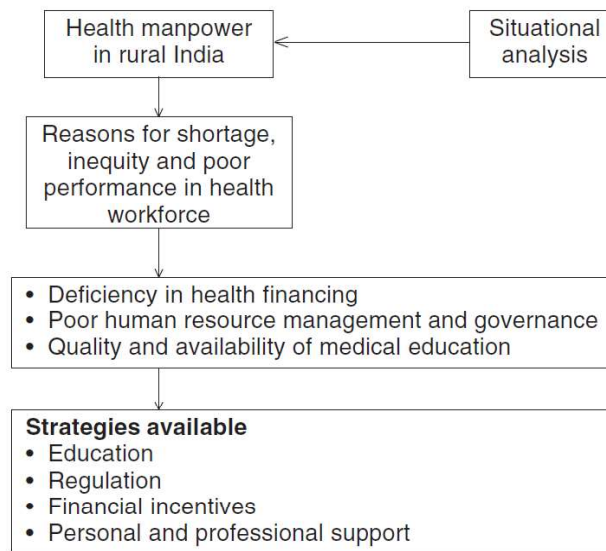 Health manpower
in rural India
Situational
analysis
Reasons for shortage,
inequity and poor
performance in health
workforce
• Deficiency in health financing
• Poor human resource management and governance
• Quality and availability of medical education
Strategies available
• Education
• Regulation
• Financial incentives
• Personal and professional support